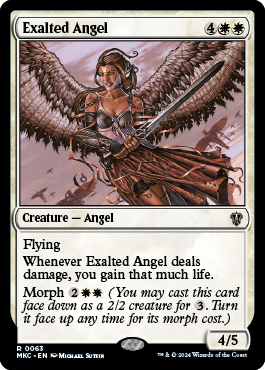 Exalted Angel 4
Creature — Angel
Flying
Whenever Exalted Angel deals
damage, you gain that much life.
Morph 2 (You may cast this card
face down as a 2/2 creature for 3. Turn
it face up any time for its morph cost.)
4/5
R 0063
MKC • EN Michael Sutfin
™ & © 2024 Wizards of the Coast